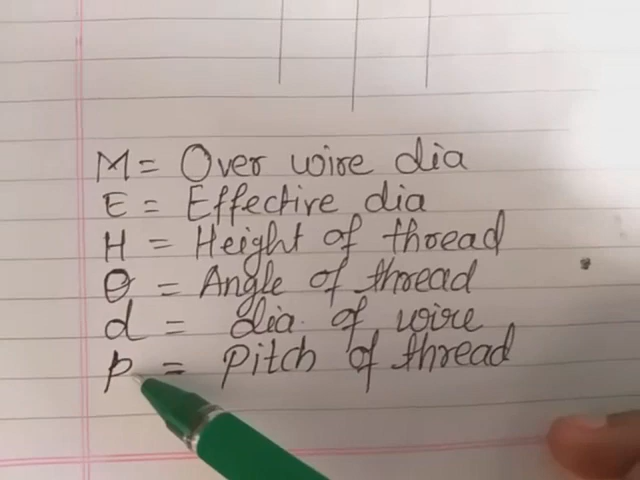 M = Over wire dia
E = Effective dia
H = Height of thread
θ = Angle of thread
d = dia. of wire
p = pitch of thread